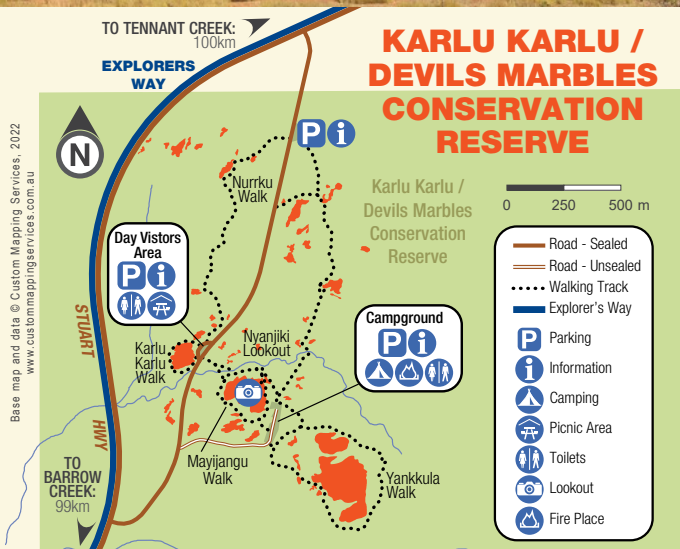 TO TENNANT CREEK:
100km
EXPLORERS
WAY
KARLU KARLU /
DEVILS MARBLES
CONSERVATION
RESERVE
N
P i
Nurrku
Walk
Karlu Karlu /
Devils Marbles
Conservation
Reserve
0 250 500 m
Day Vistors
Area
P i
STUART
HWY
Karlu
Karlu
Walk
Nyanjiki
Lookout
Campground
P i
Mayijangu
Walk
Yankkula
Walk
TO
BARROW
CREEK:
99km
Road - Sealed
Road - Unsealed
Walking Track
Explorer's Way
P Parking
i Information
Camping
Picnic Area
Toilets
Lookout
Fire Place
Base map and data © Custom Mapping Services, 2022
www.custommappingservices.com.au